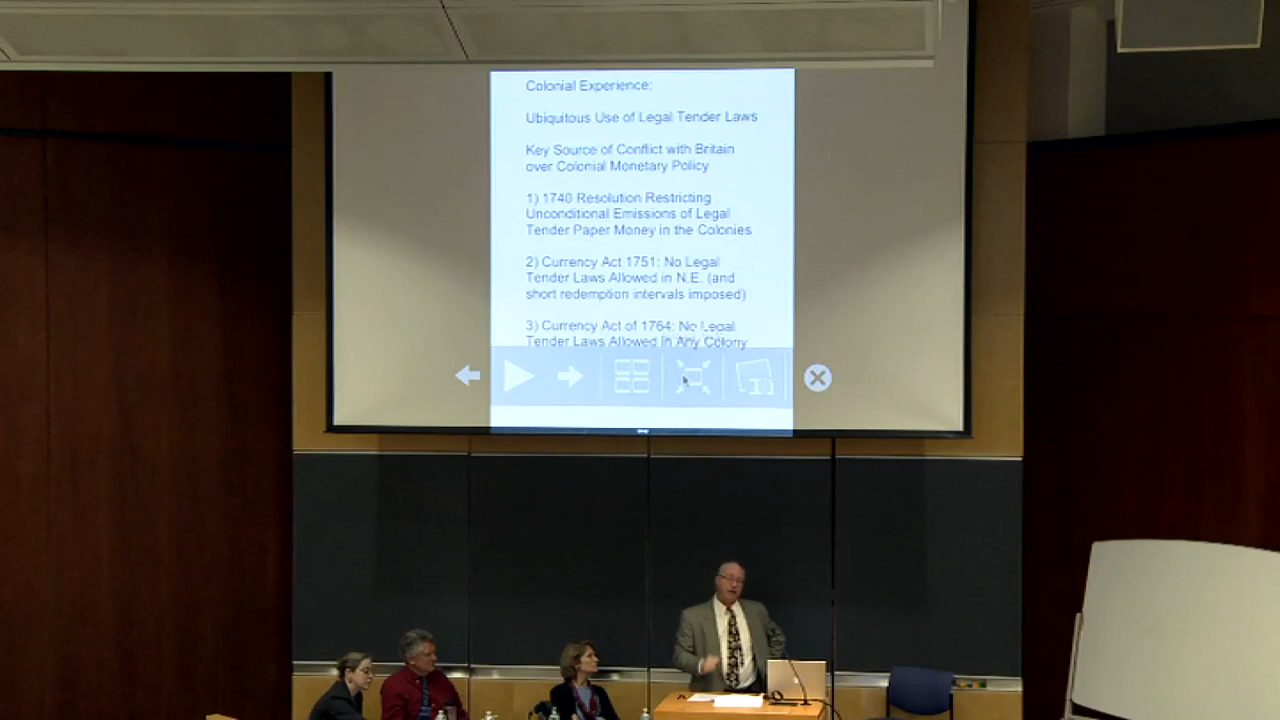 Colonial Experience:
Ubiquitous Use of Legal Tender Laws
Key Source of Conflict with Britain
over Colonial Monetary Policy
1) 1740 Resolution Restricting
Unconditional Emissions of Legal
Tender Paper Money in the Colonies
2) Currency Act 1751: No Legal
Tender Laws Allowed in N.E. (and
short redemption intervals imposed)
3) Currency Act of 1764: No Legal
Tender Laws Allowed in Any Colony